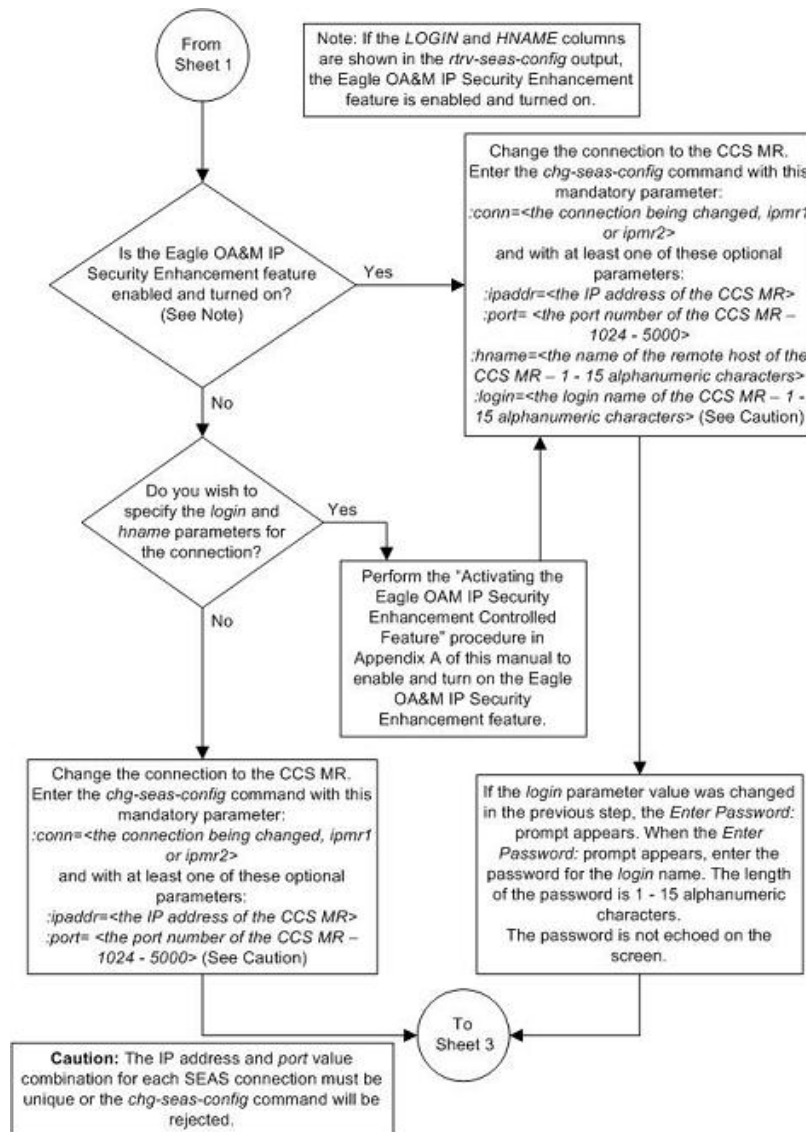 From
Sheet 1
Note: If the LOGIN and HNAME columns
are shown in the rtrv-seas-config output,
the Eagle OA&M IP Security Enhancement
feature is enabled and turned on.
Is the Eagle OA&M IP
Security Enhancement feature
enabled and turned on?
(See Note)
Yes
No
Change the connection to the CCS MR.
Enter the chg-seas-config command with this
mandatory parameter:
:conn=<the connection being changed, ipmr1
or ipmr2>
and with at least one of these optional
parameters:
:ipaddr=<the IP address of the CCS MR>
:port= <the port number of the CCS MR –
1024 - 5000>
:hname=<the name of the remote host of the
CCS MR – 1 - 15 alphanumeric characters>
:login=<the login name of the CCS MR – 1 -
15 alphanumeric characters> (See Caution)
Do you wish to
specify the login and
hname parameters for
the connection?
Yes
No
Perform the “Activating the
Eagle OAM IP Security
Enhancement Controlled
Feature” procedure in
Appendix A of this manual to
enable and turn on the Eagle
OA&M IP Security
Enhancement feature.
Change the connection to the CCS MR.
Enter the chg-seas-config command with this
mandatory parameter:
:conn=<the connection being changed, ipmr1
or ipmr2>
and with at least one of these optional
parameters:
:ipaddr=<the IP address of the CCS MR>
:port= <the port number of the CCS MR –
1024 - 5000> (See Caution)
If the login parameter value was changed
in the previous step, the Enter Password:
prompt appears. When the Enter
Password: prompt appears, enter the
password for the login name. The length
of the password is 1 - 15 alphanumeric
characters.
The password is not echoed on the
screen.
To
Sheet 3
Caution: The IP address and port value
combination for each SEAS connection must be
unique or the chg-seas-config command will be
rejected.